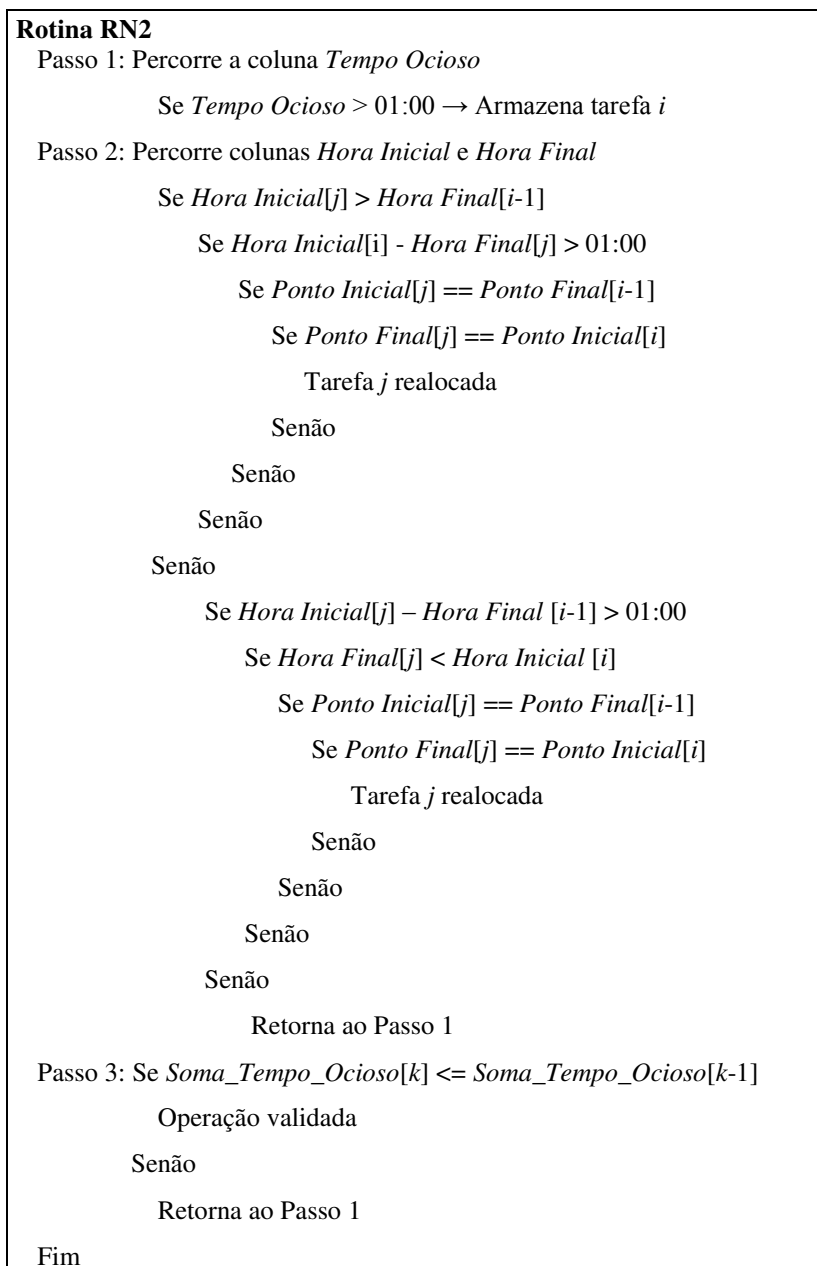 Rotina RN2
Passo 1: Percorre a coluna Tempo Ocioso
Se Tempo Ocioso > 01:00 → Armazena tarefa i
Passo 2: Percorre colunas Hora Inicial e Hora Final
Se Hora Inicial[j] > Hora Final[i-1]
Se Hora Inicial[i] - Hora Final[j] > 01:00
Se Ponto Inicial[j] == Ponto Final[i-1]
Se Ponto Final[j] == Ponto Inicial[i]
Tarefa j realocada
Senão
Senão
Senão
Senão
Se Hora Inicial[j] – Hora Final [i-1] > 01:00
Se Hora Final[j] < Hora Inicial [i]
Se Ponto Inicial[j] == Ponto Final[i-1]
Se Ponto Final[j] == Ponto Inicial[i]
Tarefa j realocada
Senão
Senão
Senão
Senão
Retorna ao Passo 1
Passo 3: Se Soma_Tempo_Ocioso[k] <= Soma_Tempo_Ocioso[k-1]
Operação validada
Senão
Retorna ao Passo 1
Fim